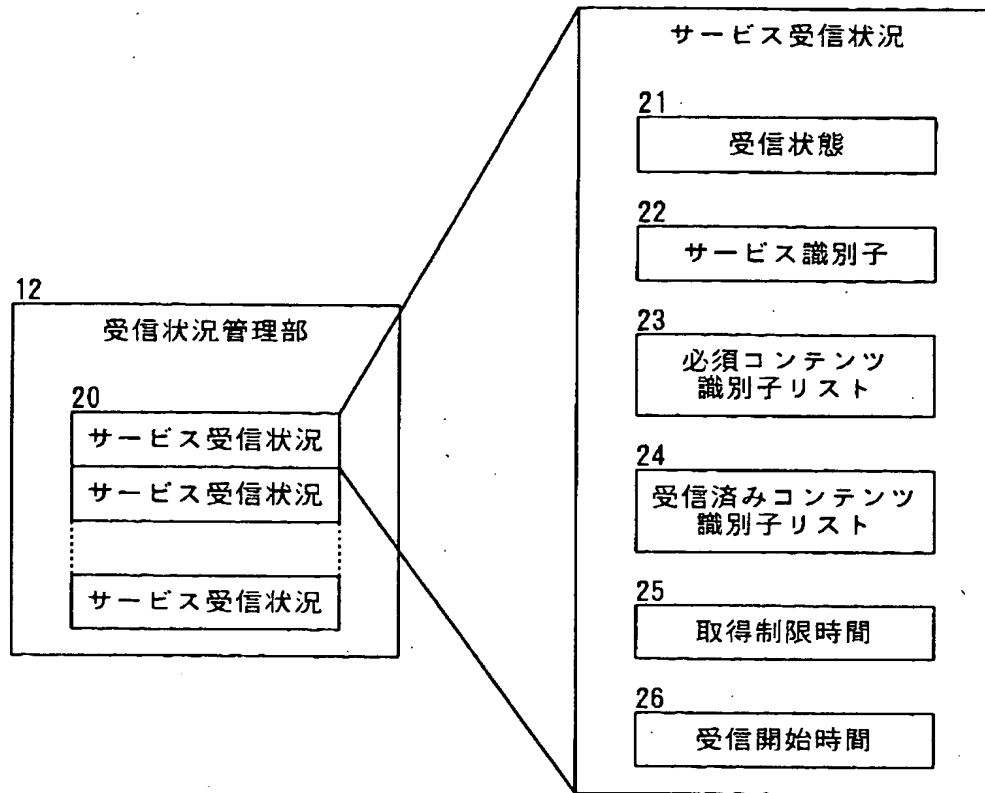 12
受信状況管理部
20
サービス受信状況
サービス受信状況
サービス受信状況
サービス受信状況
21
受信状態
22
サービス識別子
23
必須コンテンツ
識別子リスト
24
受信済みコンテンツ
識別子リスト
25
取得制限時間
26
受信開始時間